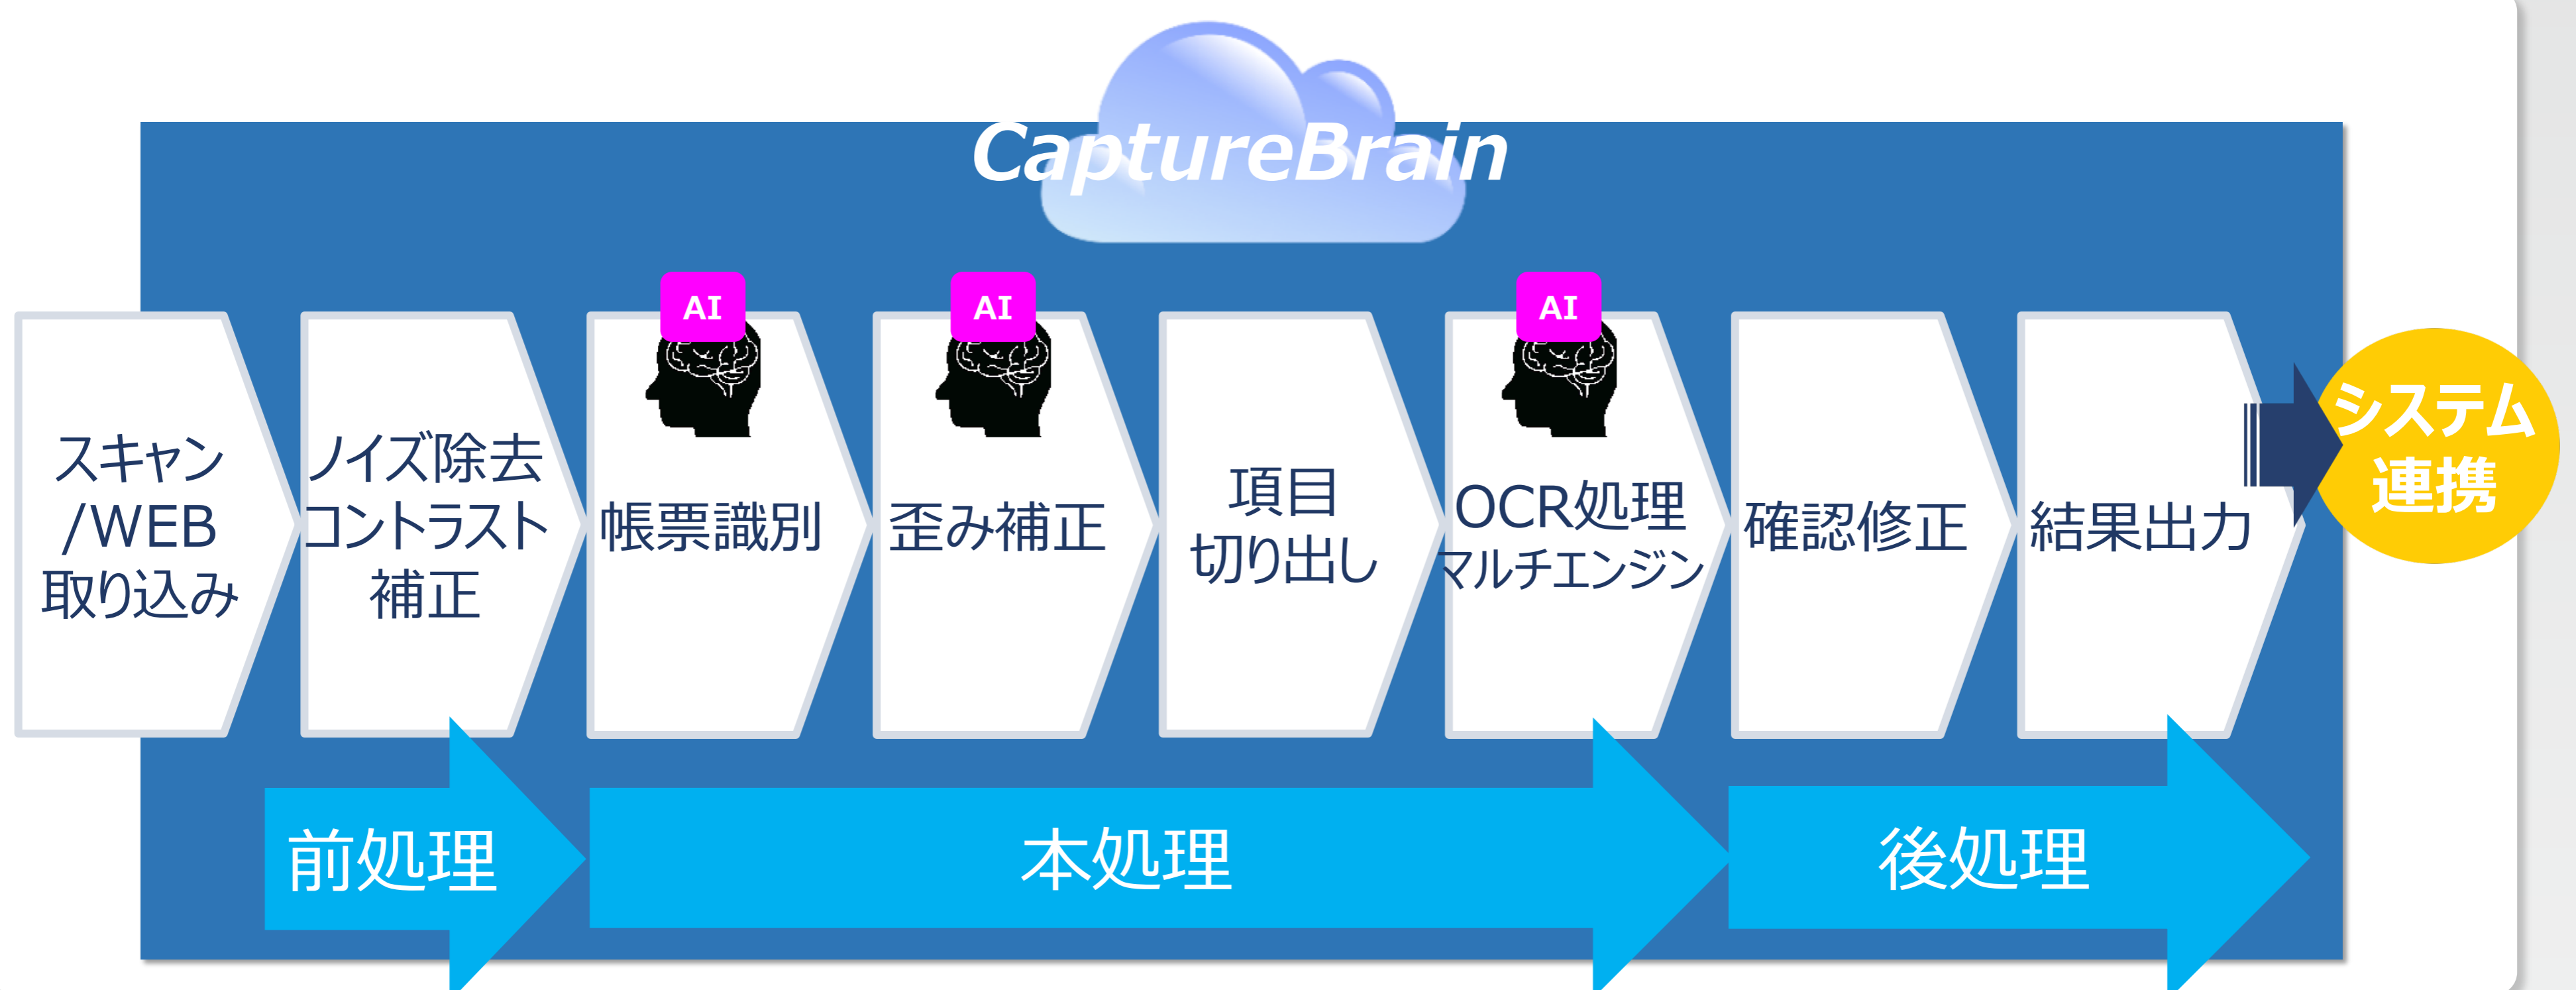 CaptureBrain
スキャン
/WEB
取り込み
ノイズ除去
コントラスト
補正
AI
帳票識別
AI
歪み補正
項目
切り出し
AI
OCR処理
マルチエンジン
確認修正
結果出力
システム
連携
前処理
本処理
後処理